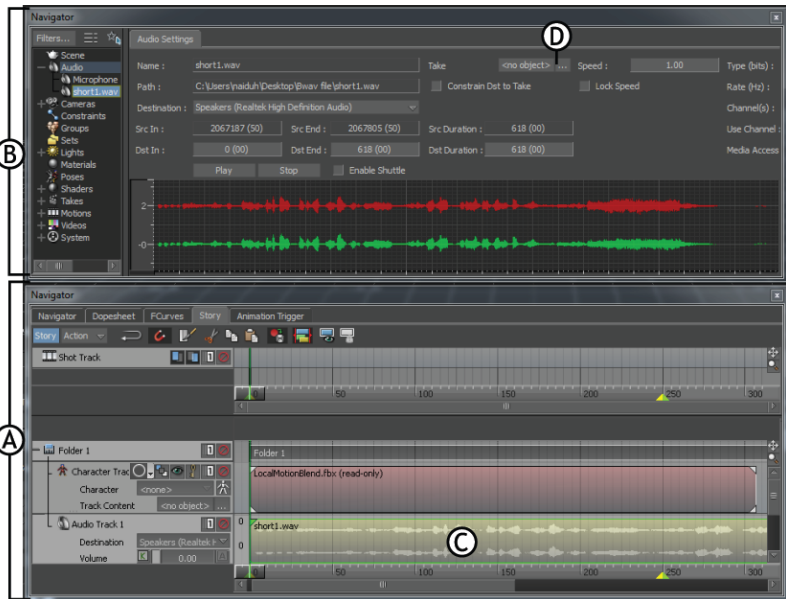 Navigator
x
Filters...
Audio Settings
Scene
Audio
Microphone
short1.wav
Cameras
Constraints
Groups
Sets
Lights
Materials
Poses
Shaders
Takes
Motions
Videos
System
Name : short1.wav Take <no object> ... Speed : 1.00 Type (bits) :
Path : C:\Users\naiduh\Desktop\8wav file\short1.wav Constrain Dst to Take Lock Speed Rate (Hz) :
Destination : Speakers (Realtek High Definition Audio) Channel(s) :
Src In : 2067187 (50) Src End : 2067805 (50) Src Duration : 618 (00) Use Channel :
Dst In : 0 (00) Dst End : 618 (00) Dst Duration : 618 (00) Media Access
Play Stop Enable Shuttle
2
-0
D
B
Navigator
x
Navigator Dopesheet FCurves Story Animation Trigger
Story Action
Shot Track 1
0 50 100 150 200 250 300
A
Folder 1 1 Folder 1
Character Trac 1 LocalMotionBlend.fbx (read-only)
Character <none>
Track Content <no object> ...
Audio Track 1 1 0 short1.wav
Destination Speakers (Realtek H 0
C
Volume K 0.00 A
0 50 100 150 200 250 300